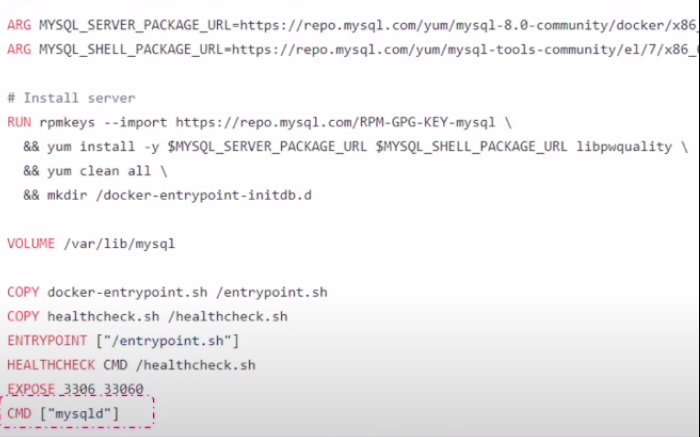 ARG MYSQL_SERVER_PACKAGE_URL=https://repo.mysql.com/yum/mysql-8.0-community/docker/x86_
ARG MYSQL_SHELL_PACKAGE_URL=https://repo.mysql.com/yum/mysql-tools-community/el/7/x86_
# Install server
RUN rpmkeys --import https://repo.mysql.com/RPM-GPG-KEY-mysql \
&& yum install -y $MYSQL_SERVER_PACKAGE_URL $MYSQL_SHELL_PACKAGE_URL libpwquality \
&& yum clean all \
&& mkdir /docker-entrypoint-initdb.d
VOLUME /var/lib/mysql
COPY docker-entrypoint.sh /entrypoint.sh
COPY healthcheck.sh /healthcheck.sh
ENTRYPOINT ["/entrypoint.sh"]
HEALTHCHECK CMD /healthcheck.sh
EXPOSE 3306 33060
CMD ["mysqld"]